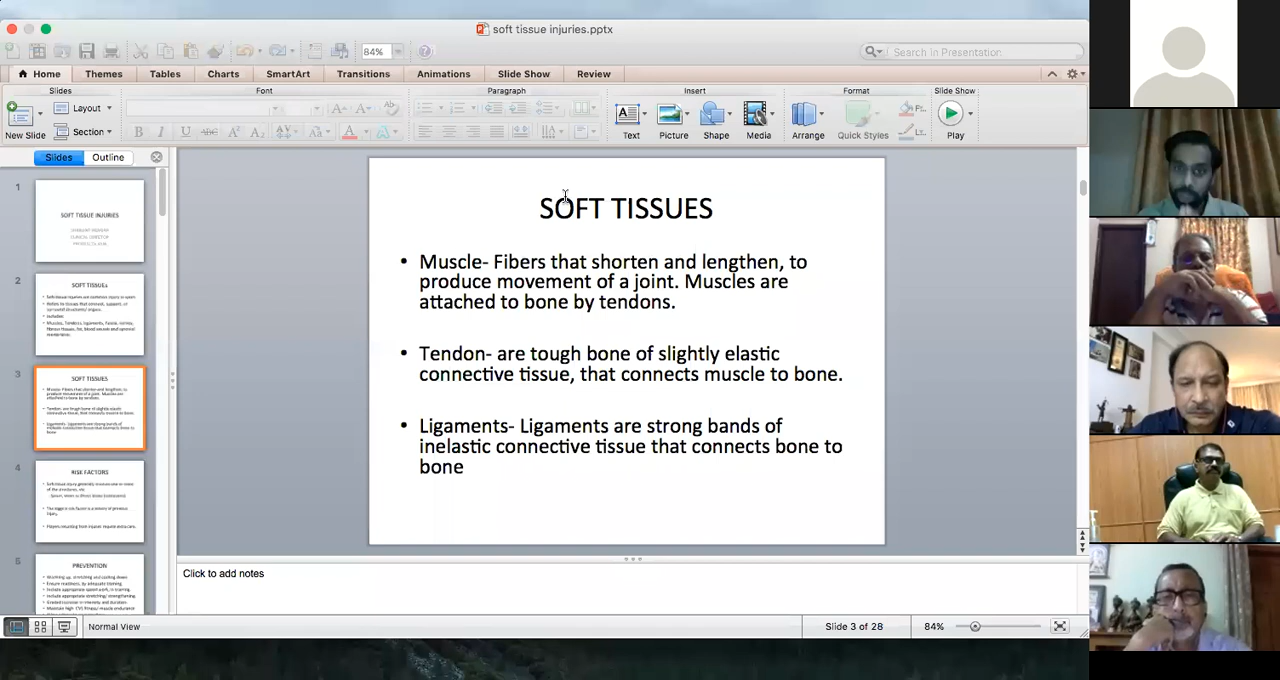 soft tissue injuries.pptx
84%
Search In Presentation
Home Themes Tables Charts SmartArt Transitions Animations Slide Show Review
Slides Font Paragraph Insert Format Slide Show
Layout
Section
New Slide
Text Picture Shape Media Arrange Quick Styles Play
Slides Outline
1
SOFT TISSUE INJURIES
2
SOFT TISSUEs
3
SOFT TISSUES
4
RISK FACTORS
5
PREVENTION
SOFT TISSUES
• Muscle- Fibers that shorten and lengthen, to
produce movement of a joint. Muscles are
attached to bone by tendons.
• Tendon- are tough bone of slightly elastic
connective tissue, that connects muscle to bone.
• Ligaments- Ligaments are strong bands of
inelastic connective tissue that connects bone to
bone
Click to add notes
Normal View
Slide 3 of 28
84%